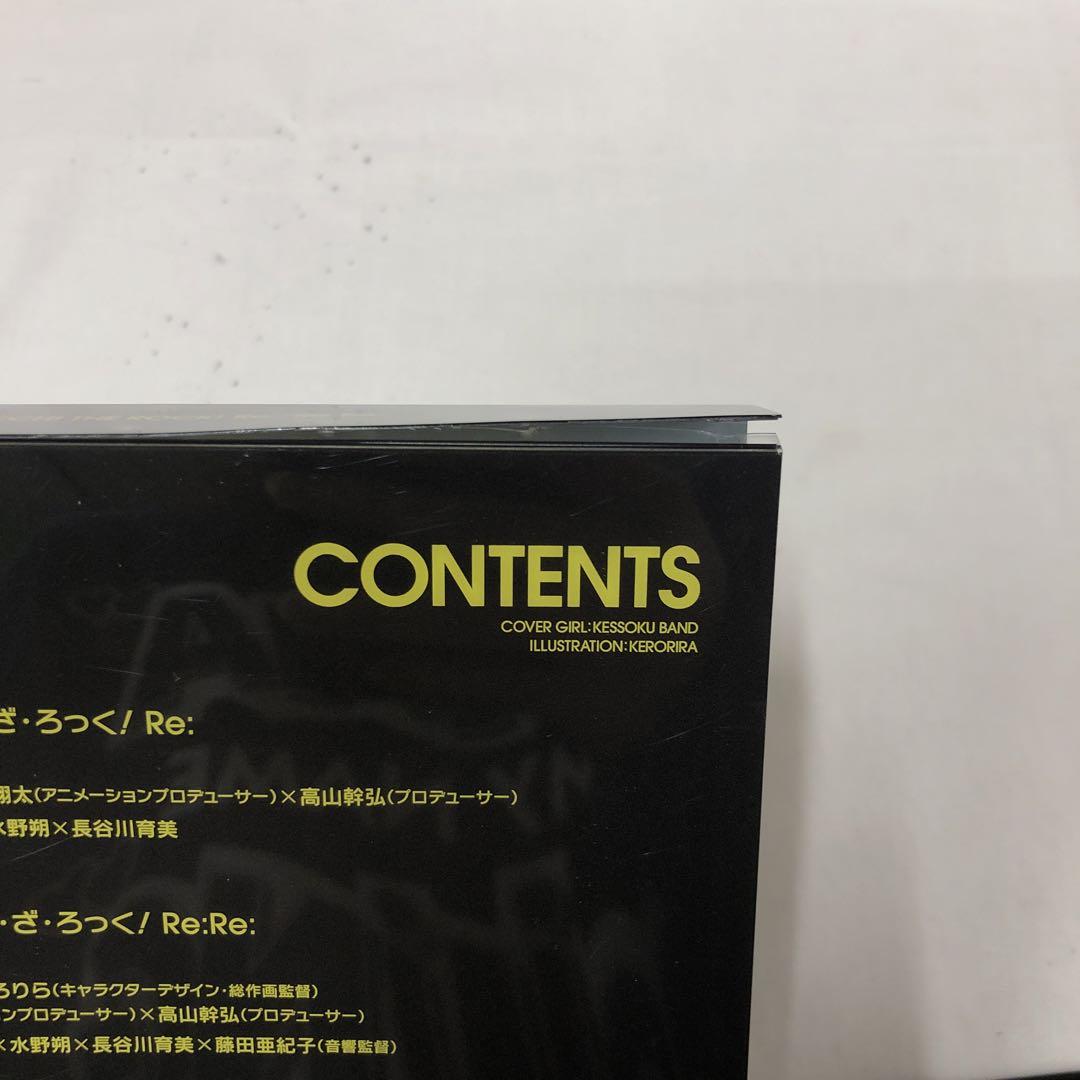 CONTENTS
COVER GIRL:KESSOKU BAND
ILLUSTRATION:KERORIRA
ざ・ろっく! Re:
翔太(アニメーションプロデューサー)×高山幹弘(プロデューサー)
水野朔×長谷川育美
・ざ・ろっく! Re:Re:
ろりら(キャラクターデザイン・総作画監督)
ンプロデューサー)×高山幹弘(プロデューサー)
×水野朔×長谷川育美×藤田亜紀子(音響監督)